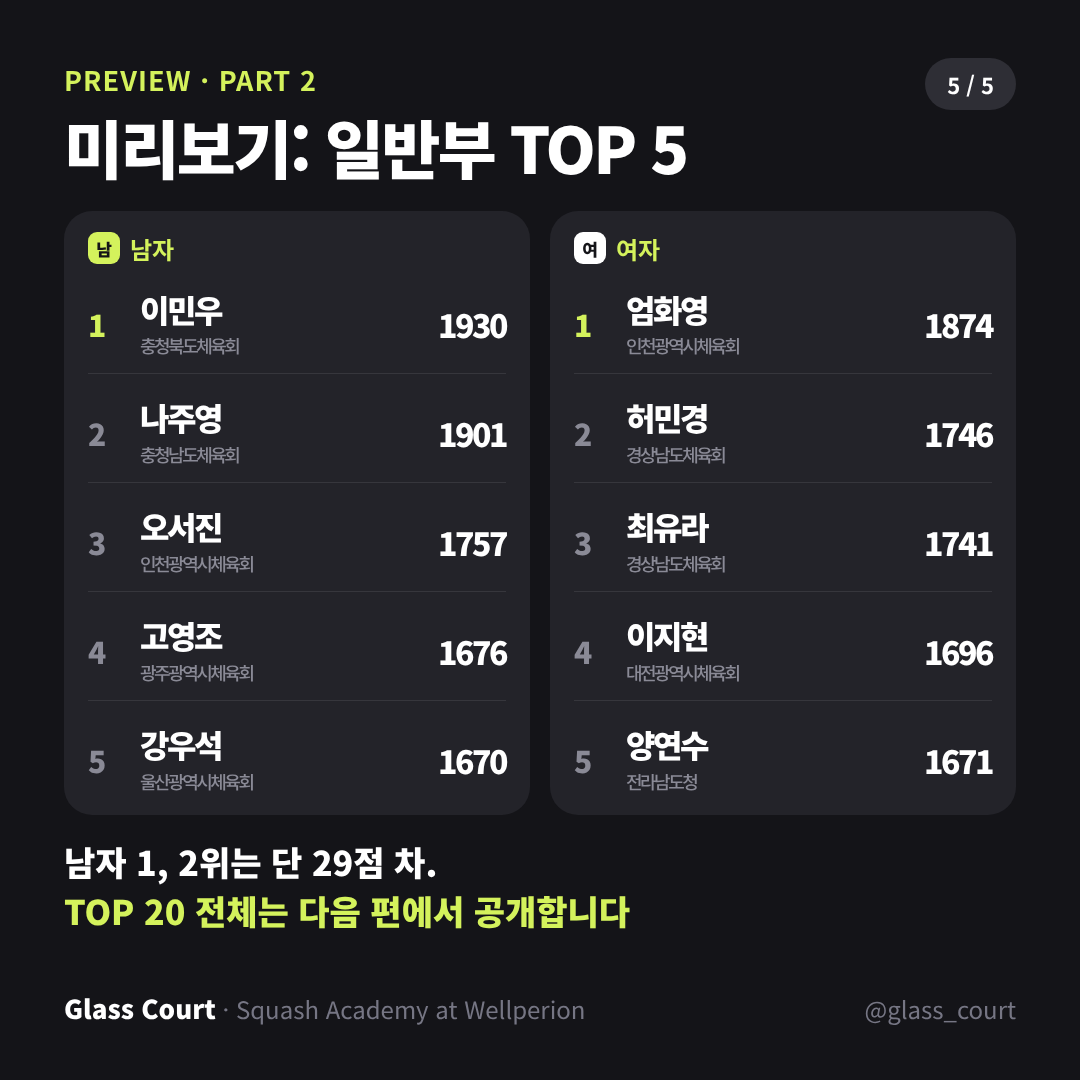 PREVIEW · PART 2
5 / 5
미리보기: 일반부 TOP 5
남 남자
1 이민우 1930
충청북도체육회
2 나주영 1901
충청남도체육회
3 오서진 1757
인천광역시체육회
4 고영조 1676
광주광역시체육회
5 강우석 1670
울산광역시체육회
여 여자
1 엄화영 1874
인천광역시체육회
2 허민경 1746
경상남도체육회
3 최유라 1741
경상남도체육회
4 이지현 1696
대전광역시체육회
5 양연수 1671
전라남도청
남자 1, 2위는 단 29점 차.
TOP 20 전체는 다음 편에서 공개합니다
Glass Court · Squash Academy at Wellperion
@glass_court